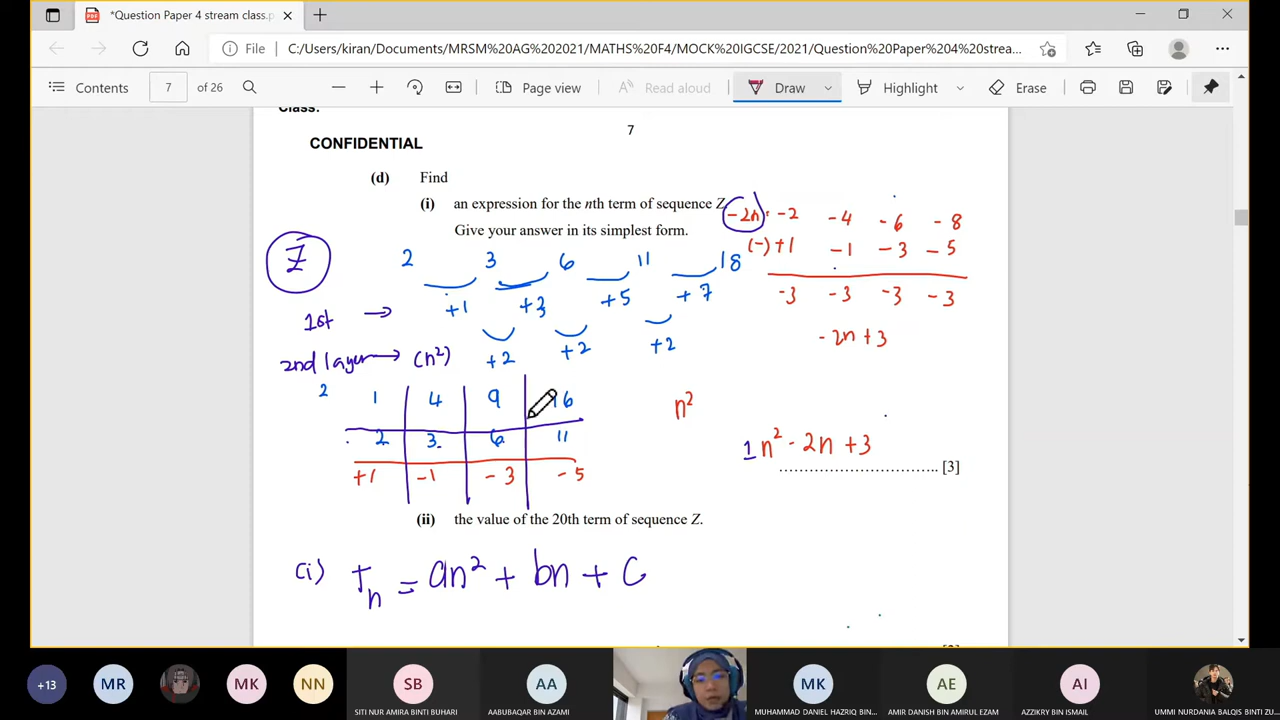 *Question Paper 4 stream class.p
File C:/Users/kiran/Documents/MRSM%20AG%202021/MATHS%20F4/MOCK%20IGCSE/2021/Question%20Paper%204%20strea...
Contents 7 of 26 Page view Read aloud Draw Highlight Erase
Class:
7
CONFIDENTIAL
(d) Find
(i) an expression for the nth term of sequence Z.
Give your answer in its simplest form.
-2n: -2 -4 -6 -8
(-) +1 -1 -3 -5
-3 -3 -3 -3
-2n + 3
Z 2 3 6 11 18
1st → +1 +3 +5 +7
2nd layer → (n²) +2 +2 +2
2 1 4 9 16
2 3 6 11
+1 -1 -3 -5
n²
1n² - 2n + 3
................................. [3]
(ii) the value of the 20th term of sequence Z.
(i) Tn = an² + bn + c
+13 MR MK NN SB AA MK AE AI
SITI NUR AMIRA BINTI BUHARI AABUBAQAR BIN AZAMI MUHAMMAD DANIEL HAZRIQ BIN... AMIR DANISH BIN AMIRUL EZAM AZZIKRY BIN ISMAIL UMMI NURDANIA BALQIS BINTI ZU...